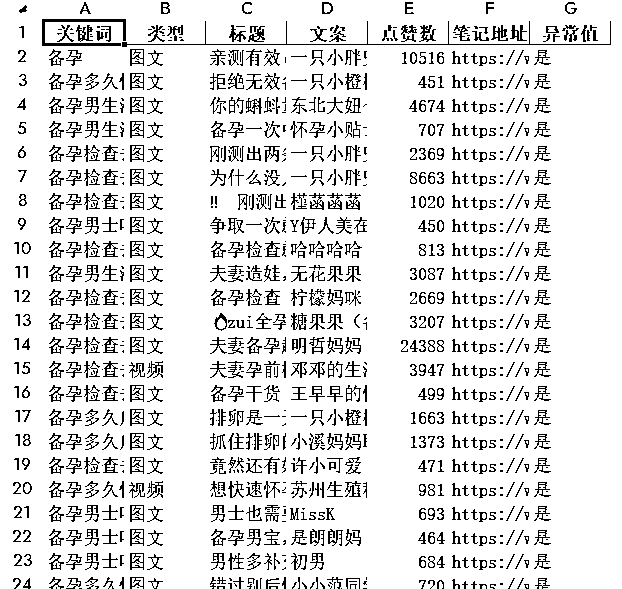 A B C D E F G
1 关键词 类型 标题 文案 点赞数 笔记地址 异常值
2 备孕 图文 亲测有效 一只小胖 10516 https:// 是
3 备孕多久 图文 拒绝无效 一只小橙 451 https:// 是
4 备孕男生 图文 你的蝌蚪 东北大妞 4674 https:// 是
5 备孕男生 图文 备孕一次 怀孕小贴 707 https:// 是
6 备孕检查 图文 刚测出两 一只小胖 2369 https:// 是
7 备孕检查 图文 为什么没 一只小胖 8663 https:// 是
8 备孕检查 图文 !! 刚测出 槿菡菡菡 1020 https:// 是
9 备孕男士 图文 争取一次 Y伊人美在 450 https:// 是
10 备孕检查 图文 备孕检查 哈哈哈哈 813 https:// 是
11 备孕男生 图文 夫妻造娃, 无花果果 3087 https:// 是
12 备孕检查 图文 备孕检查 柠檬妈咪 2669 https:// 是
13 备孕检查 图文 zui全孕 糖果果( 3207 https:// 是
14 备孕检查 图文 夫妻备孕 明哲妈妈 24388 https:// 是
15 备孕检查 视频 夫妻孕前 邓邓的生 3947 https:// 是
16 备孕检查 图文 备孕干货 王早早的 499 https:// 是
17 备孕多久 图文 排卵是一 一只小橙 1663 https:// 是
18 备孕多久 图文 抓住排卵 小溪妈妈 1373 https:// 是
19 备孕检查 图文 竟然还有 许小可爱 471 https:// 是
20 备孕多久 视频 想快速怀 苏州生殖 981 https:// 是
21 备孕男士 图文 男士也需 MissK 693 https:// 是
22 备孕男士 图文 备孕男宝, 是朗朗妈 464 https:// 是
23 备孕男士 图文 男性多补 初男 684 https:// 是
24 备孕多久 图文 错过别后 小小菠同 720 https:// 是